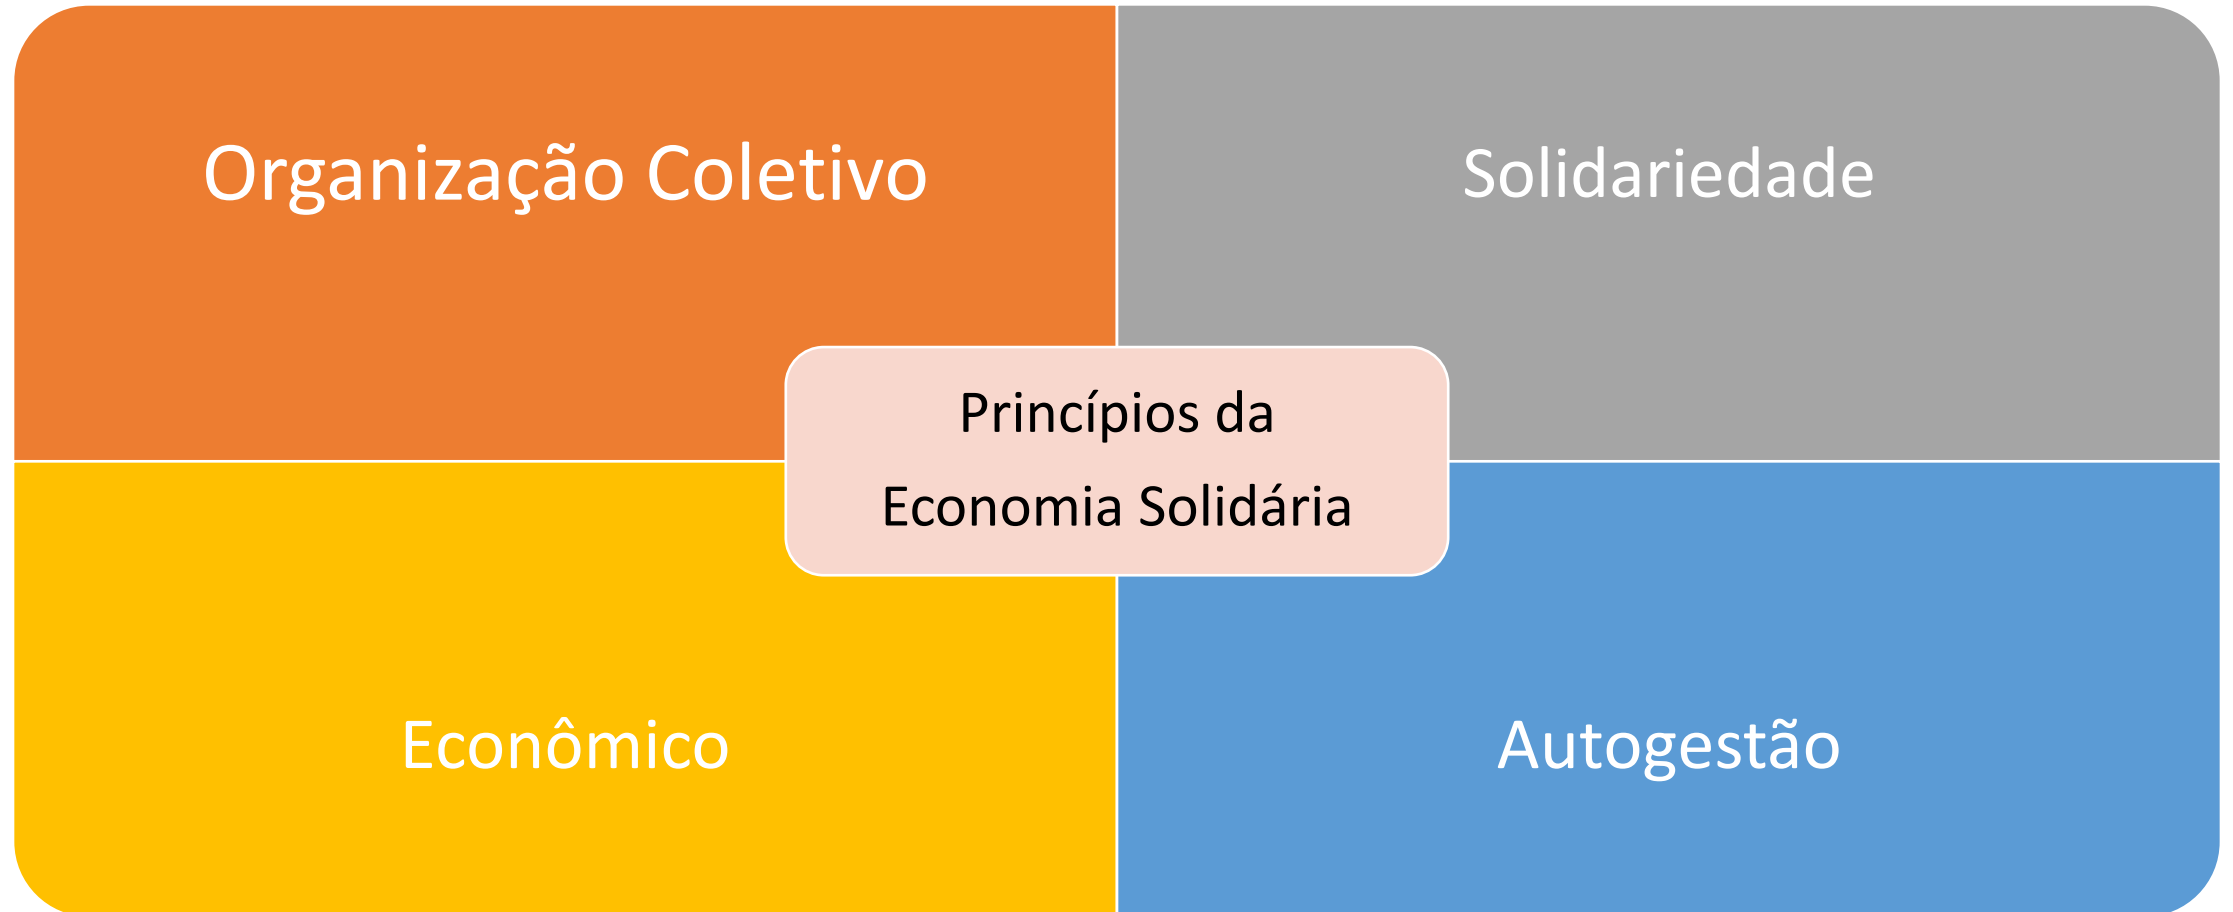 Organização Coletivo
Solidariedade
Princípios da
Economia Solidária
Econômico
Autogestão